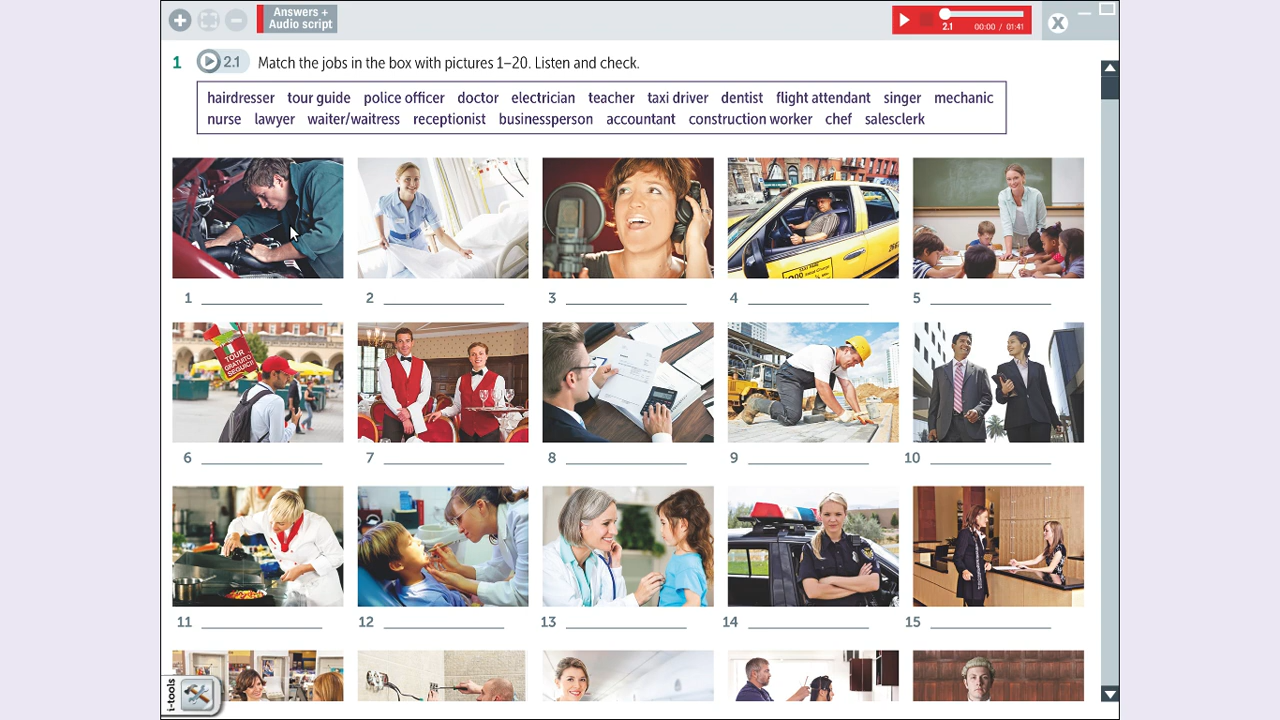 Answers +
Audio script
2.1
00:00 / 01:41
X
1 2.1 Match the jobs in the box with pictures 1–20. Listen and check.
hairdresser tour guide police officer doctor electrician teacher taxi driver dentist flight attendant singer mechanic
nurse lawyer waiter/waitress receptionist businessperson accountant construction worker chef salesclerk
1 2 3 4 5
TOUR
GRATUITO
6 7 8 9 10
11 12 13 14 15
i-tools